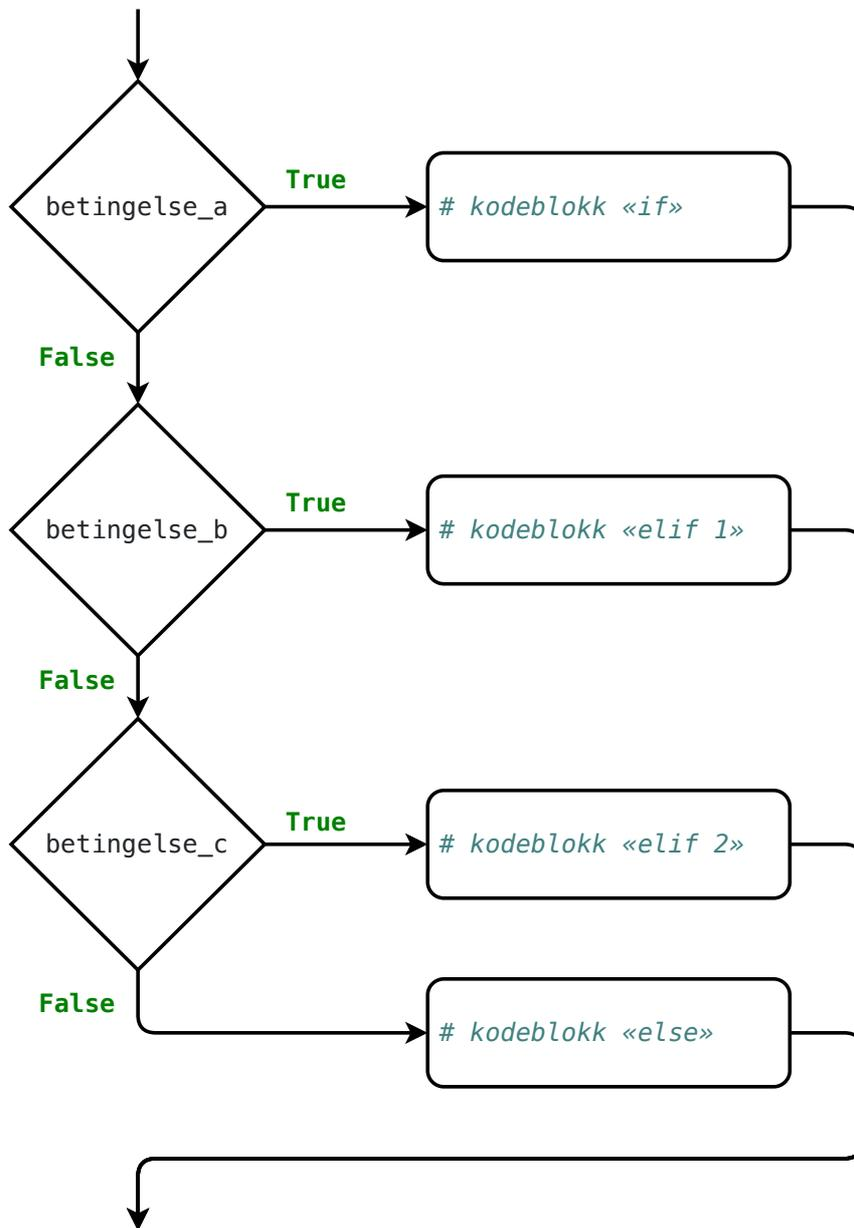 True
betingelse_a
# kodeblokk «if»
False
True
betingelse_b
# kodeblokk «elif 1»
False
True
betingelse_c
# kodeblokk «elif 2»
False
# kodeblokk «else»